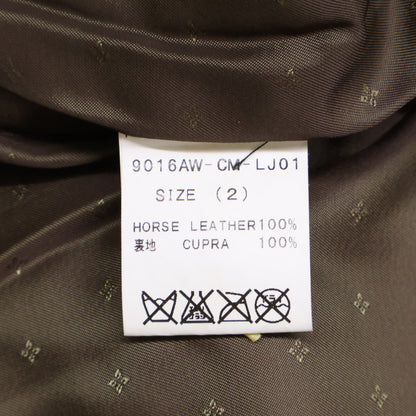 9016AW-CM-LJ01
SIZE (2)
HORSE LEATHER100%
裏地 CUPRA 100%